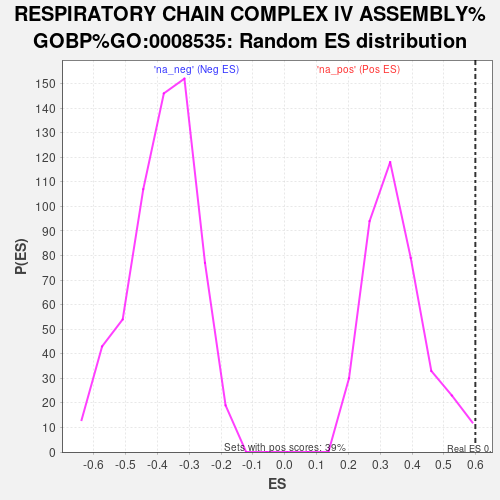 RESPIRATORY CHAIN COMPLEX IV ASSEMBLY%
GOBP%GO:0008535: Random ES distribution
'na_neg' (Neg ES)
'na_pos' (Pos ES)
150
140
130
120
110
100
90
80
70
60
50
40
30
20
10
0
P(ES)
Sets with pos scores: 39%
Real ES 0.
-0.6 -0.5 -0.4 -0.3 -0.2 -0.1 0.0 0.1 0.2 0.3 0.4 0.5 0.6
ES